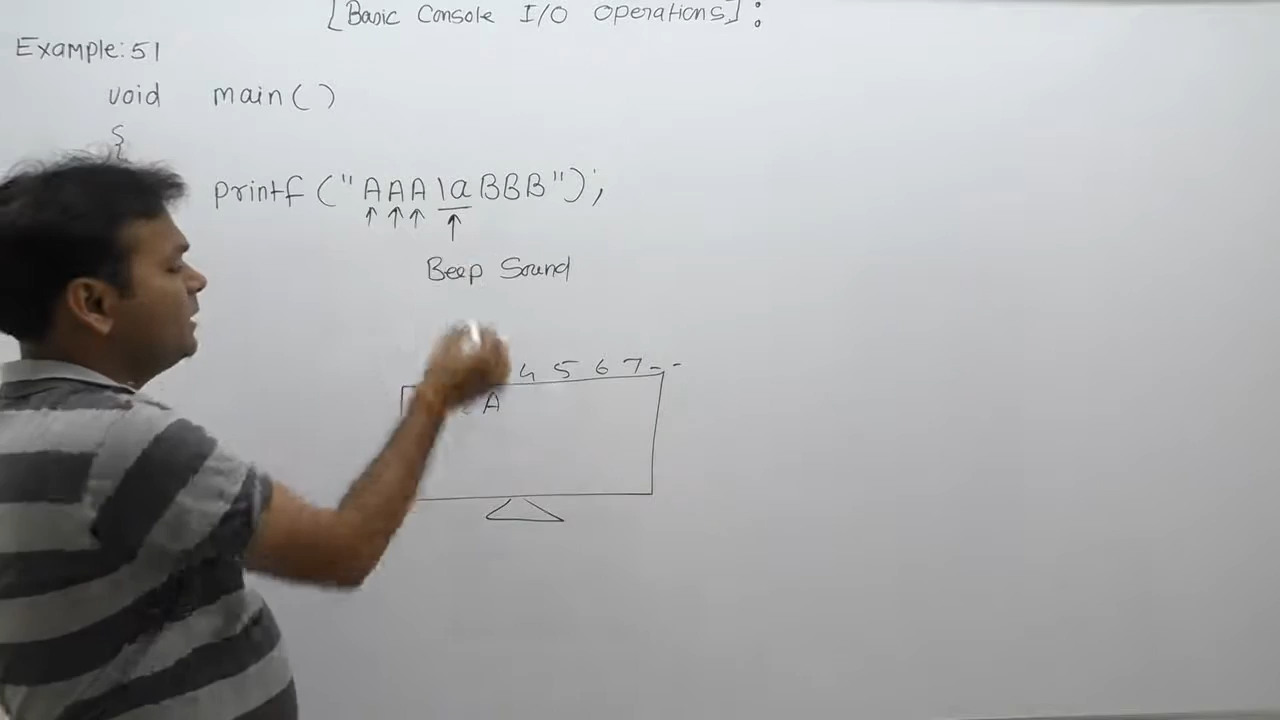 [Basic Console I/O Operations]:
Example:51
void main()
{
printf ("AAA\aBBB");
Beep Sound
4 5 6 7--
A